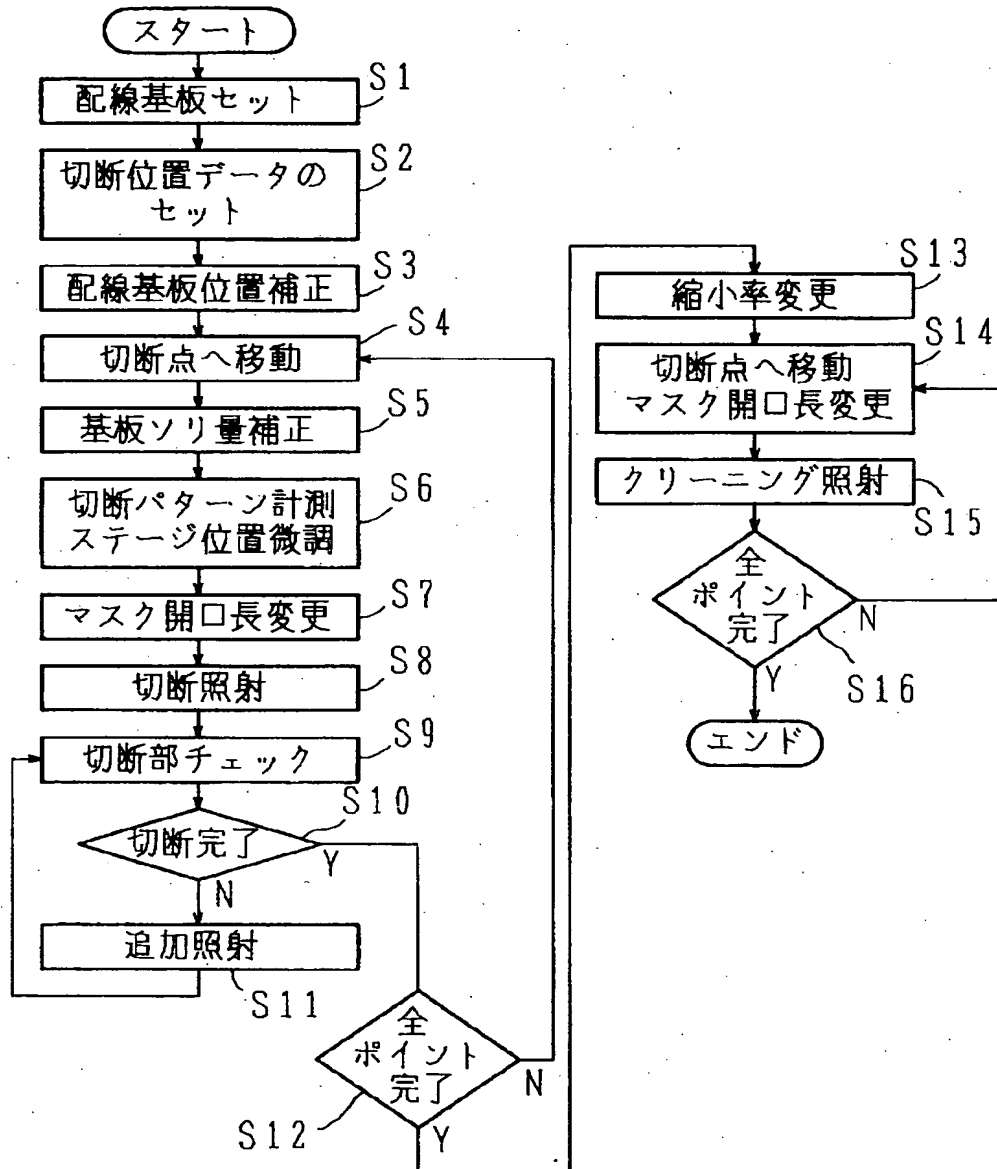 スタート
S1
配線基板セット
S2
切断位置データの
セット
S3
配線基板位置補正
S4
切断点へ移動
S5
基板ソリ量補正
S6
切断パターン計測
ステージ位置微調
S7
マスク開口長変更
S8
切断照射
S9
切断部チェック
S10
切断完了
Y
N
追加照射
S11
全
ポイント
完了
N
S12
Y
S13
縮小率変更
S14
切断点へ移動
マスク開口長変更
クリーニング照射
S15
全
ポイント
完了
N
Y
S16
エンド